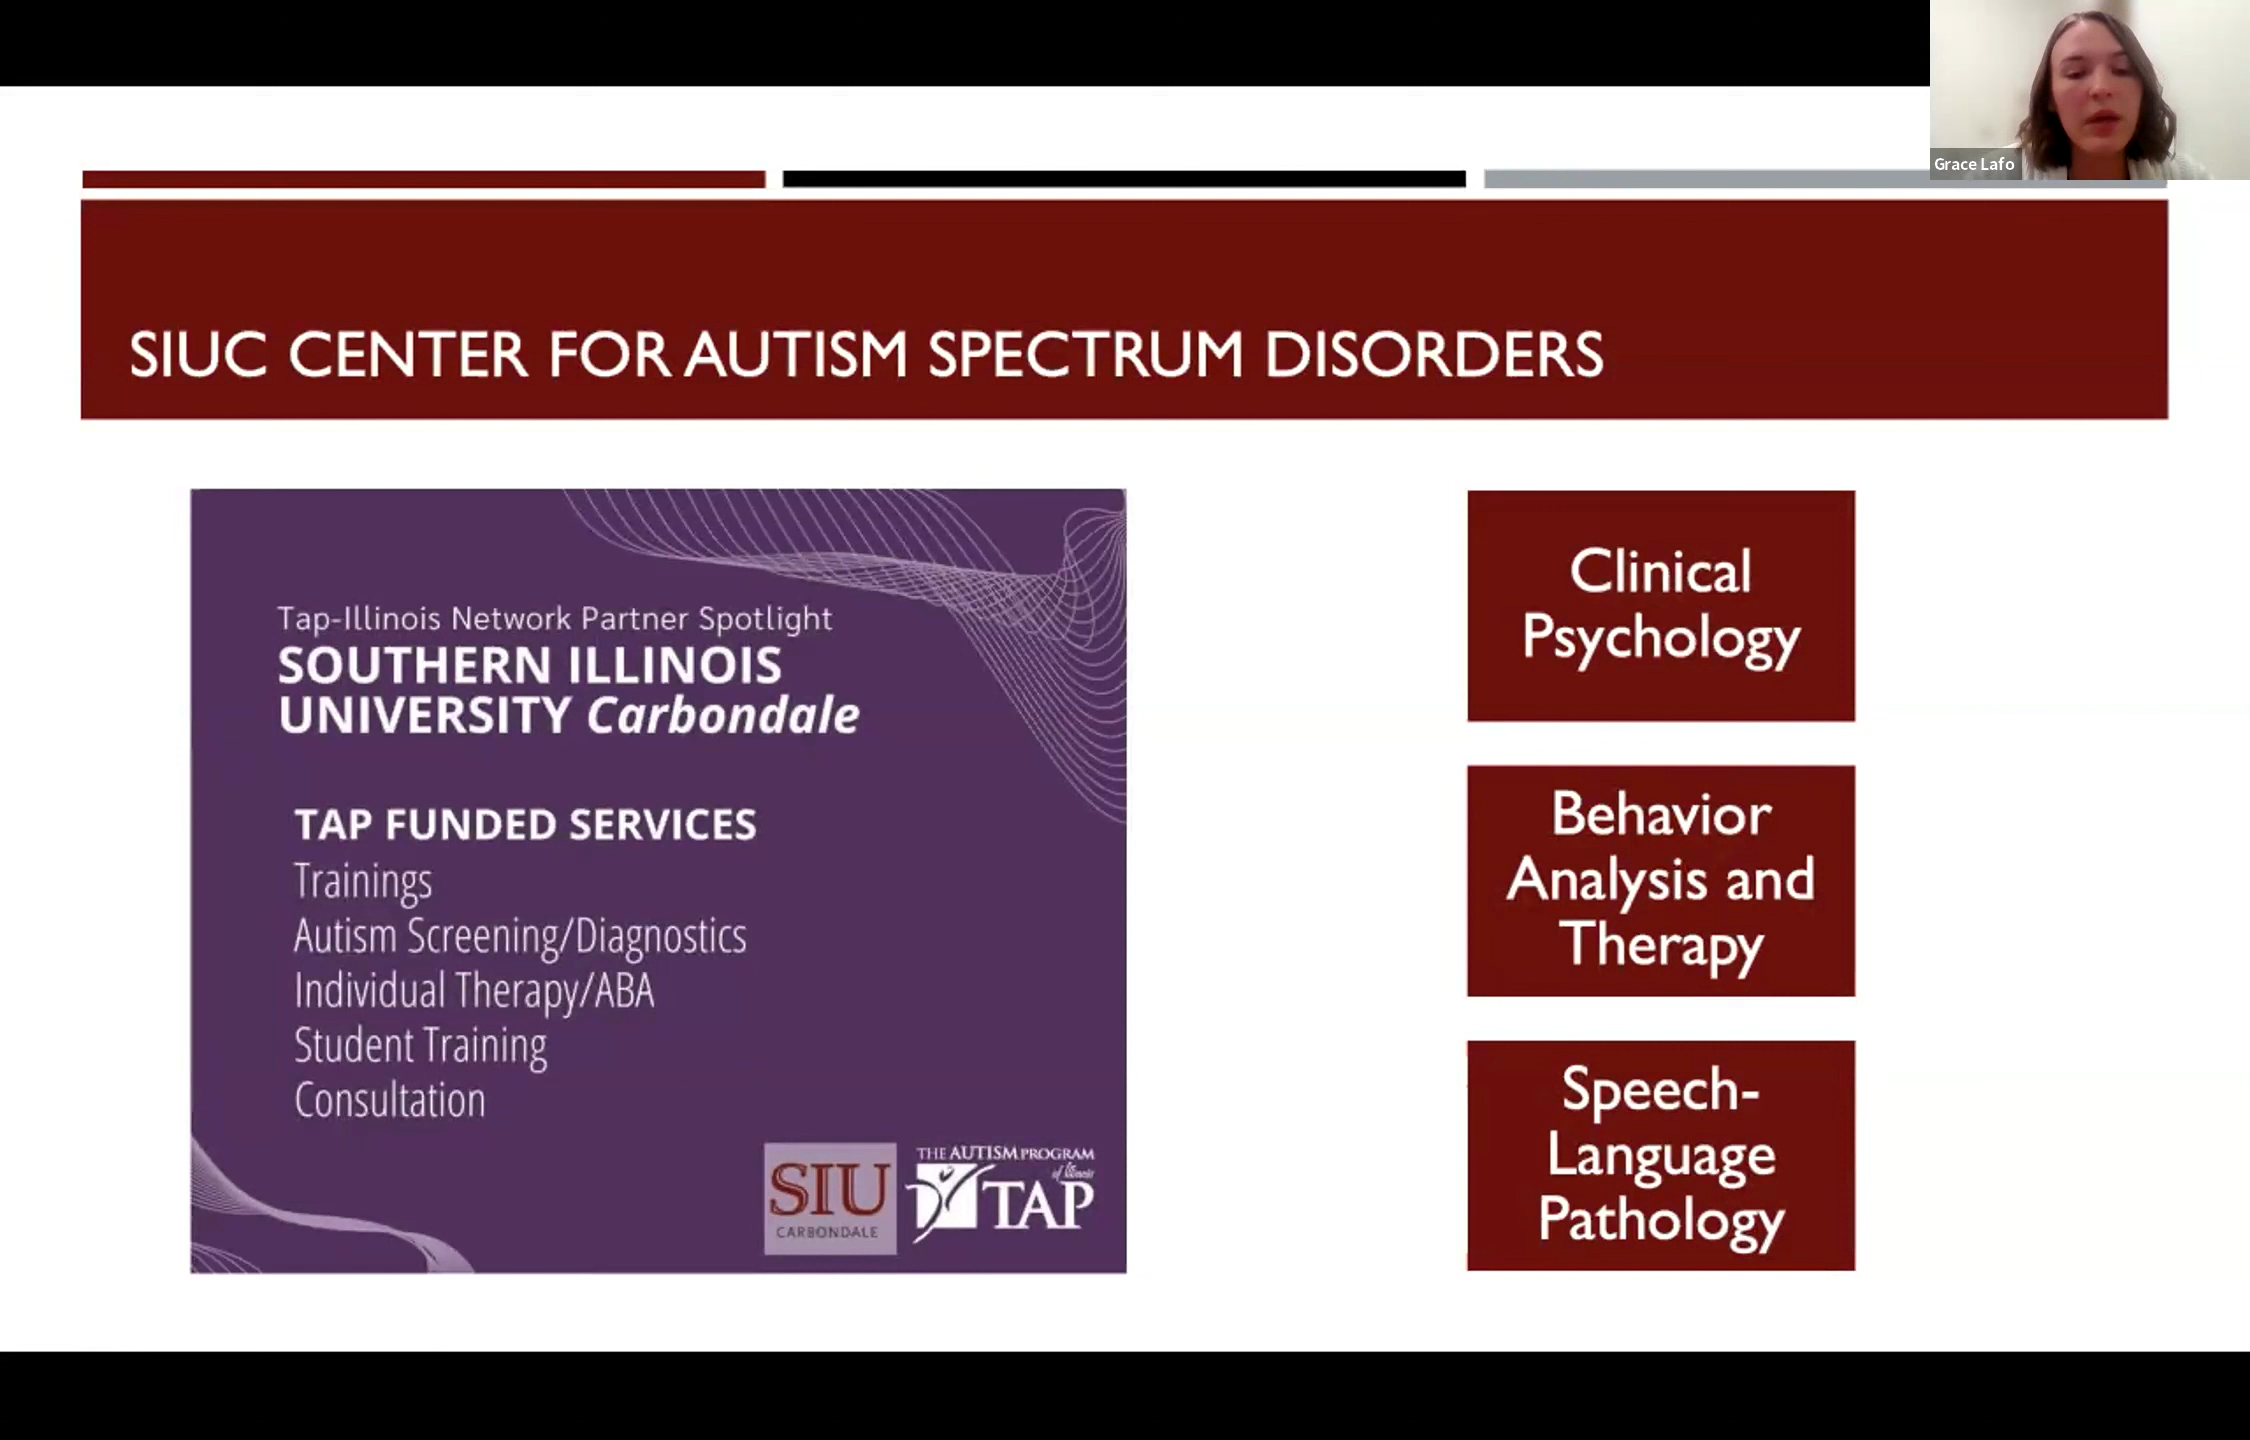 Grace Lafo
SIUC CENTER FOR AUTISM SPECTRUM DISORDERS
Tap-Illinois Network Partner Spotlight
SOUTHERN ILLINOIS
UNIVERSITY Carbondale
TAP FUNDED SERVICES
Trainings
Autism Screening/Diagnostics
Individual Therapy/ABA
Student Training
Consultation
SIU
CARBONDALE
THE AUTISM PROGRAM
of Illinois
TAP
Clinical
Psychology
Behavior
Analysis and
Therapy
Speech-
Language
Pathology